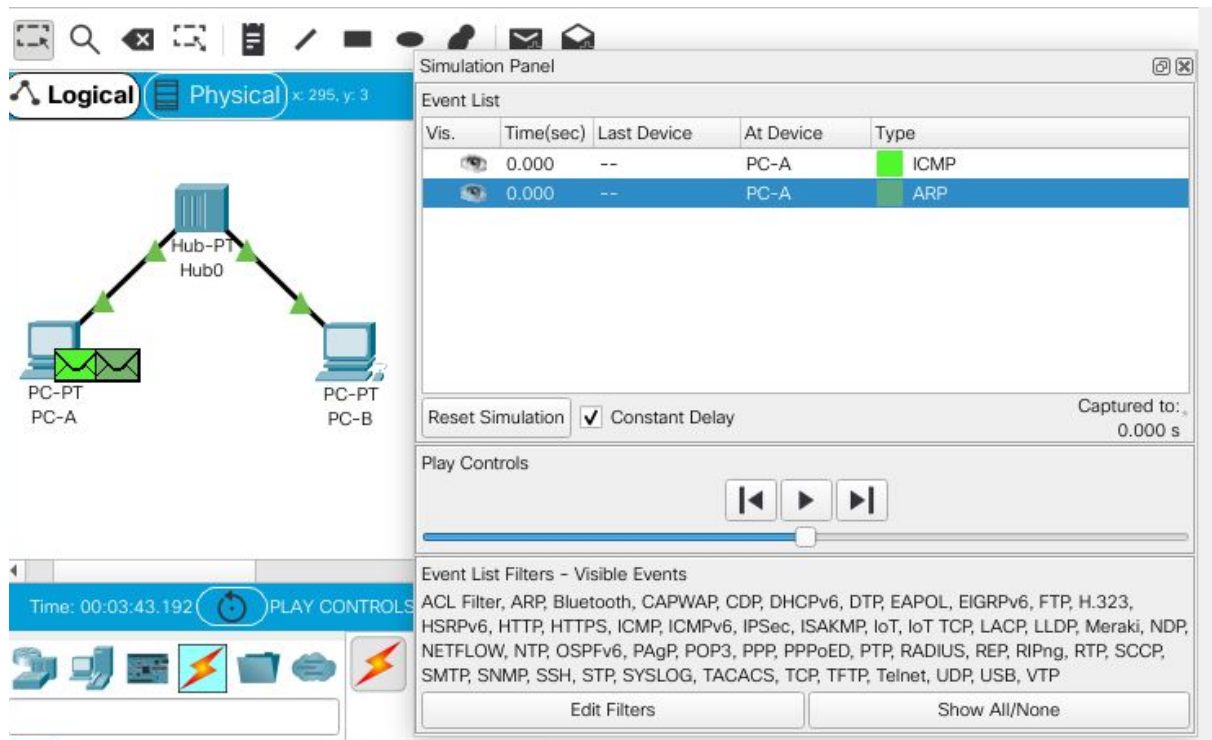 Logical
Physical x: 295, y: 3
Hub-PT
Hub0
PC-PT
PC-A
PC-PT
PC-B
Time: 00:03:43.192 PLAY CONTROLS
Simulation Panel
Event List
Vis. Time(sec) Last Device At Device Type
0.000 -- PC-A ICMP
0.000 -- PC-A ARP
Reset Simulation Constant Delay
Captured to:
0.000 s
Play Controls
Event List Filters - Visible Events
ACL Filter, ARP, Bluetooth, CAPWAP, CDP, DHCPv6, DTP, EAPOL, EIGRPv6, FTP, H.323,
HSRPv6, HTTP, HTTPS, ICMP, ICMPv6, IPSec, ISAKMP, IoT, IoT TCP, LACP, LLDP, Meraki, NDP,
NETFLOW, NTP, OSPFv6, PAgP, POP3, PPP, PPPoED, PTP, RADIUS, REP, RIPng, RTP, SCCP,
SMTP, SNMP, SSH, STP, SYSLOG, TACACS, TCP, TFTP, Telnet, UDP, USB, VTP
Edit Filters
Show All/None